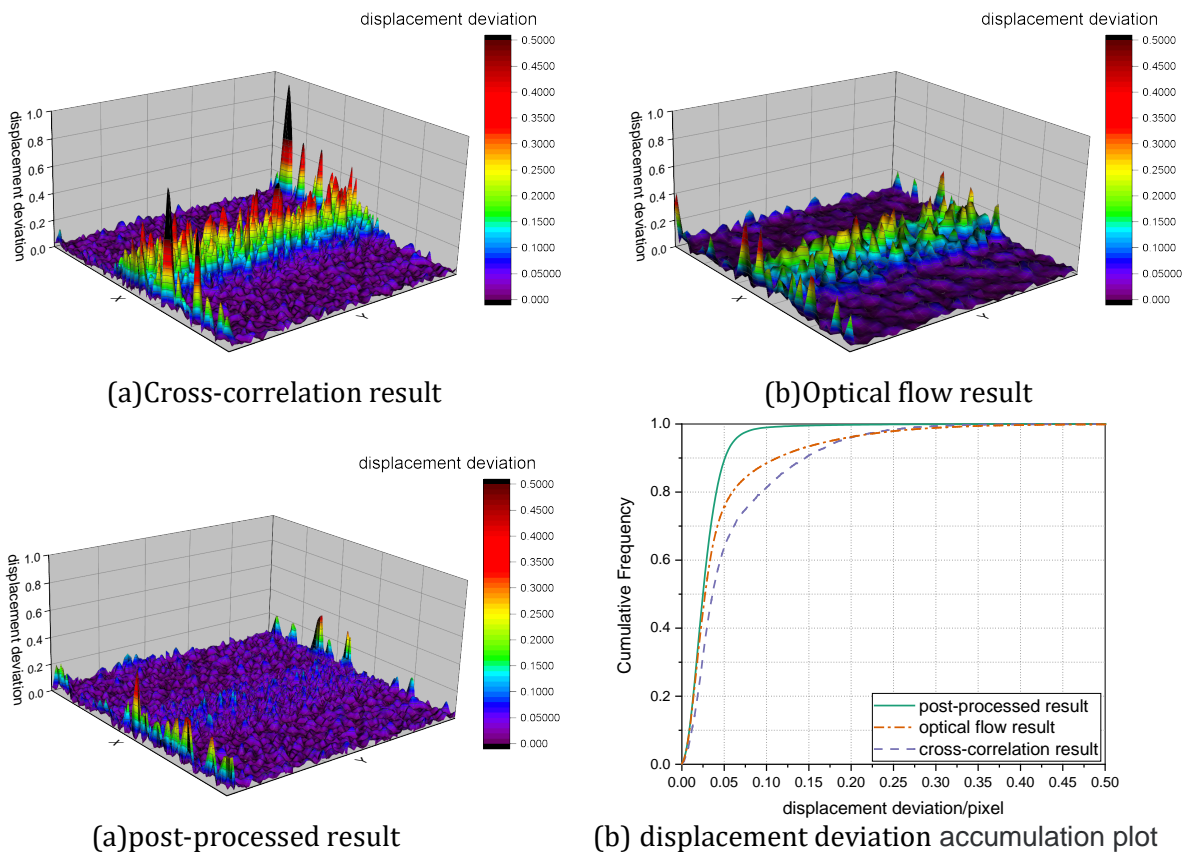 displacement deviation
0.5000
0.4500
0.4000
0.3500
0.3000
0.2500
0.2000
0.1500
0.1000
0.05000
0.000
displacement deviation
1.0
0.8
0.6
0.4
0.2
0.0
X
Y
(a)Cross-correlation result
displacement deviation
0.5000
0.4500
0.4000
0.3500
0.3000
0.2500
0.2000
0.1500
0.1000
0.05000
0.000
displacement deviation
1.0
0.8
0.6
0.4
0.2
0.0
X
Y
(b)Optical flow result
displacement deviation
0.5000
0.4500
0.4000
0.3500
0.3000
0.2500
0.2000
0.1500
0.1000
0.05000
0.000
displacement deviation
1.0
0.8
0.6
0.4
0.2
0.0
X
Y
(a)post-processed result
Cumulative Frequency
1.0
0.8
0.6
0.4
0.2
0.0
post-processed result
optical flow result
cross-correlation result
0.00 0.05 0.10 0.15 0.20 0.25 0.30 0.35 0.40 0.45 0.50
displacement deviation/pixel
(b) displacement deviation accumulation plot